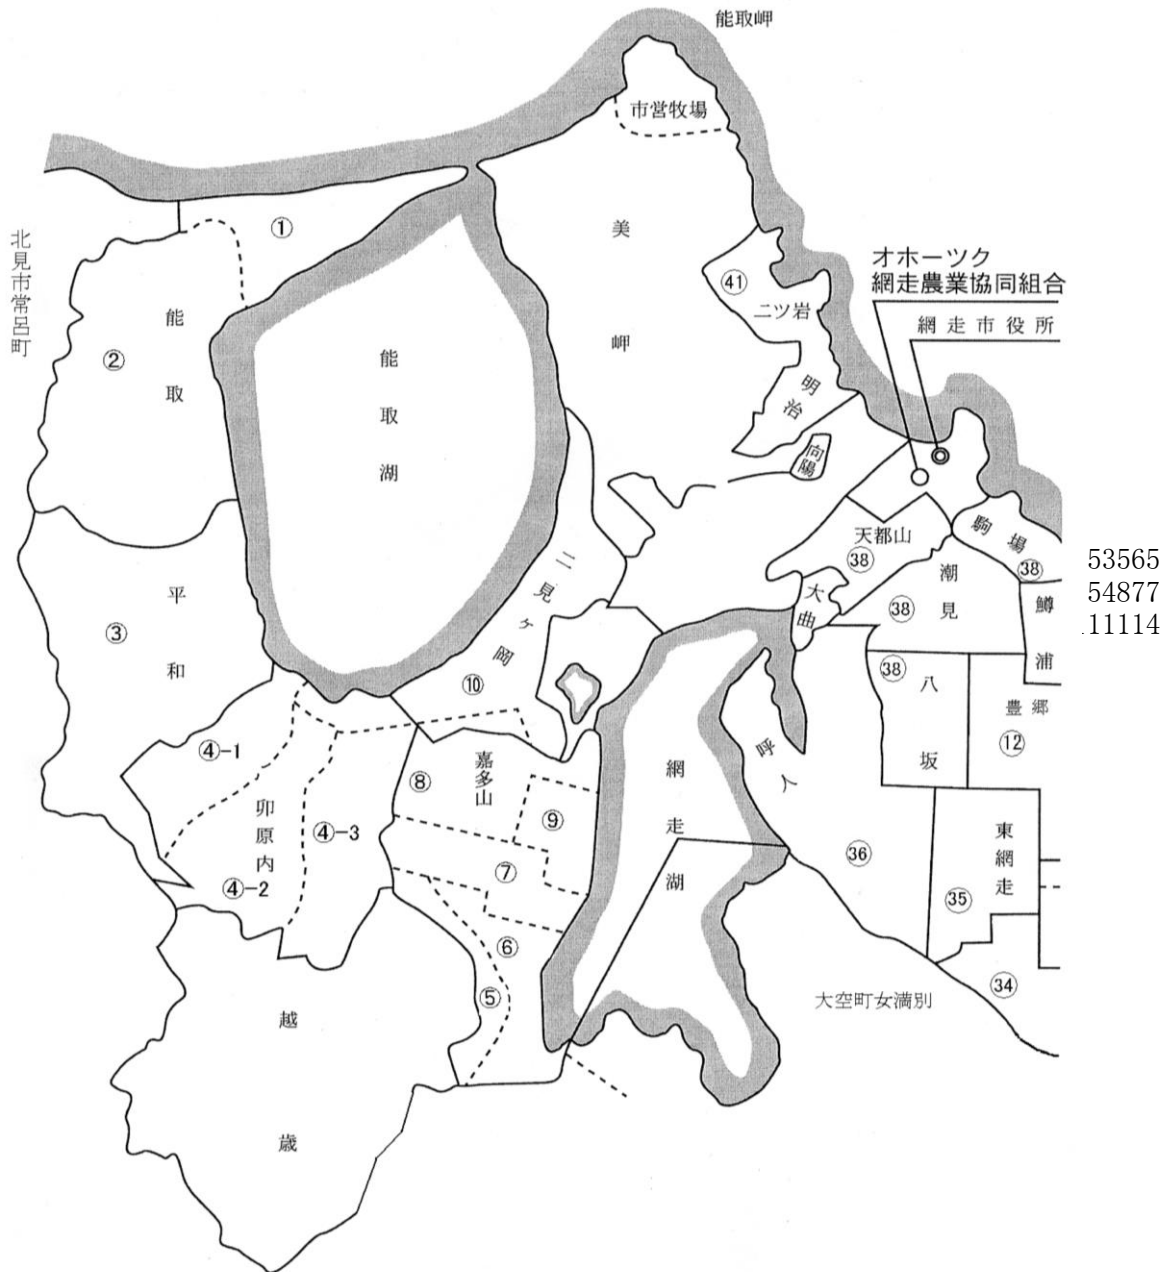 能取岬
市営牧場
①
北見市常呂町
美岬
㊶
二ツ岩
オホーツク
網走農業協同組合
網走市役所
能取
②
能取湖
明治
向陽
天都山
㊳
駒場
㊳
53565
54877
.11114
潮見
㊳
鱒浦
大曲
二見ヶ岡
⑩
平和
③
㊳
八坂
豊郷
⑫
呼人
④-1
嘉多山
⑧
網走湖
卯原内
④-3
⑨
東網走
④-2
⑦
㊱
㉟
⑥
⑤
㉞
大空町女満別
越歳